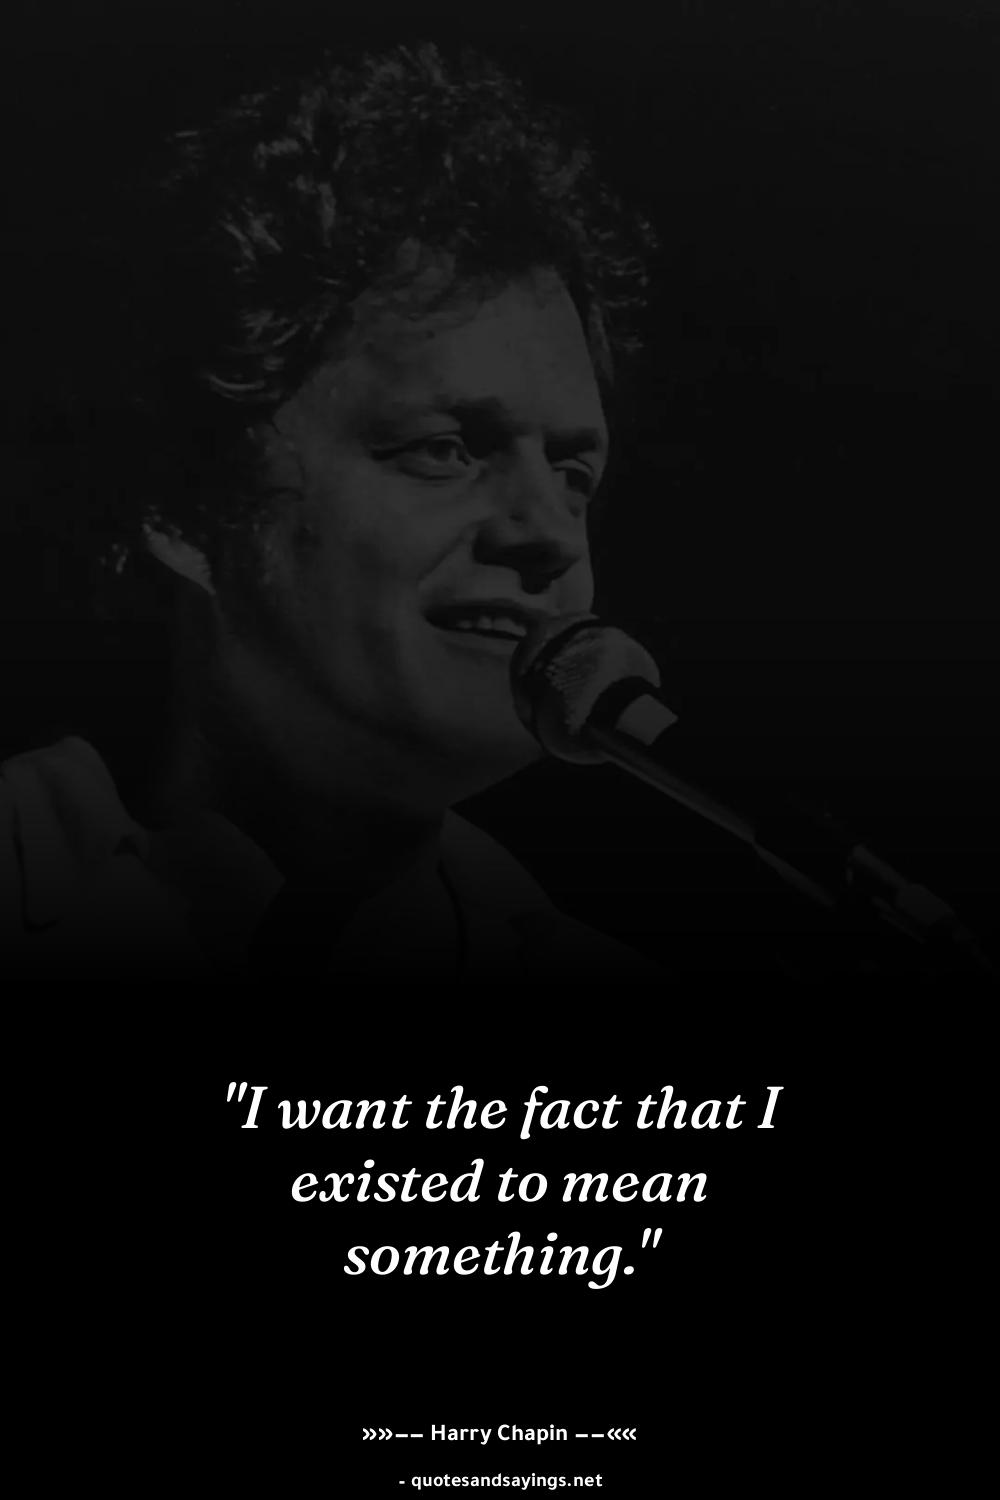 "I want the fact that I
existed to mean
something."
»»−− Harry Chapin −−««
- quotesandsayings.net